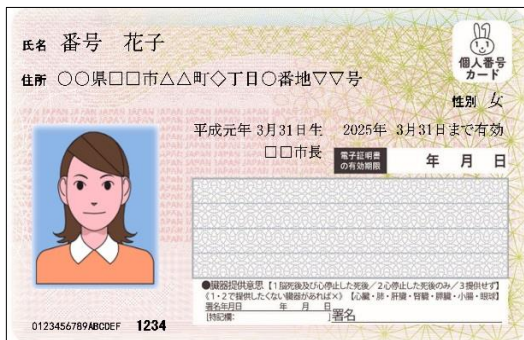 氏名 番号 花子
個人番号
カード
住所 ○○県□□市△△町◇丁目○番地▽▽号
性別 女
平成元年 3月31日生 2025年 3月31日まで有効
□□市長
電子証明書
の有効期限
年 月 日
●臓器提供意思【1 脳死後及び心停止した死後／2 心停止した死後のみ／3 提供せず】
《1・2で提供したくない臓器があれば×》【心臓・肺・肝臓・腎臓・膵臓・小腸・眼球】
署名年月日 年 月 日
[特記欄: ] 署名
0123456789ABCDEF 1234